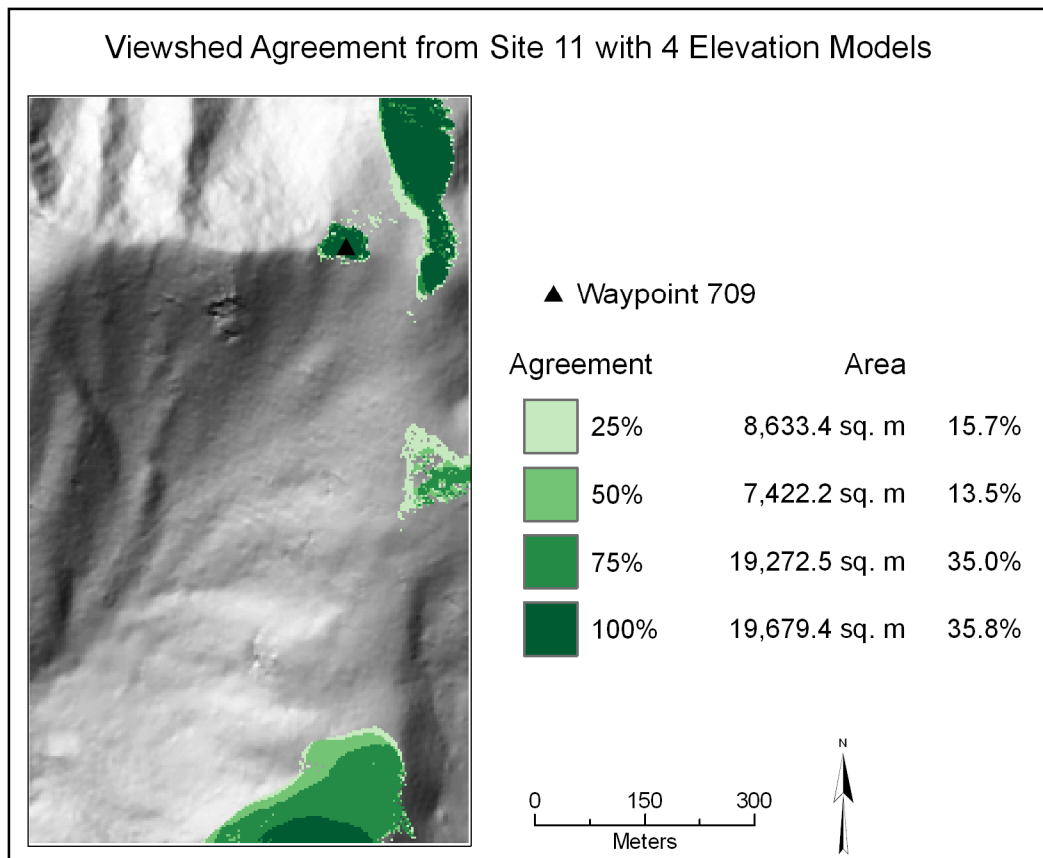 Viewshed Agreement from Site 11 with 4 Elevation Models
Waypoint 709
Agreement Area
25% 8,633.4 sq. m 15.7%
50% 7,422.2 sq. m 13.5%
75% 19,272.5 sq. m 35.0%
100% 19,679.4 sq. m 35.8%
N
0 150 300
Meters